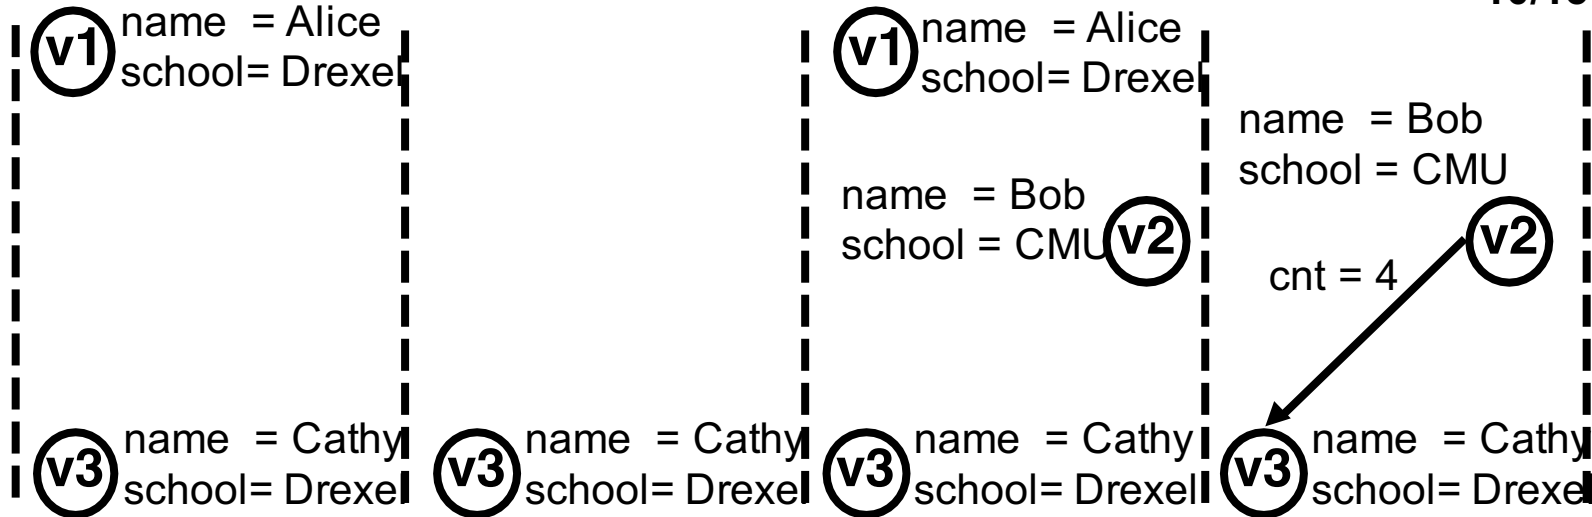 v1
name = Alice
school= Drexel
v3
name = Cathy
school= Drexel
v3
name = Cathy
school= Drexel
v1
name = Alice
school= Drexel
name = Bob
school = CMU
v2
v3
name = Cathy
school= Drexel
name = Bob
school = CMU
v2
cnt = 4
v3
name = Cathy
school= Drexel